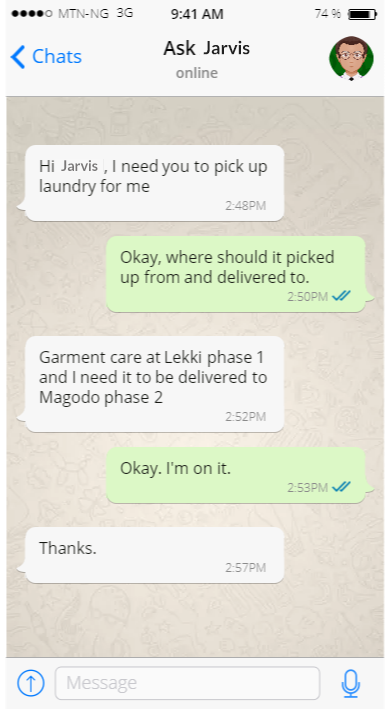 MTN-NG 3G 9:41 AM 74 %
Chats
Ask Jarvis
online
Hi Jarvis , I need you to pick up
laundry for me
2:48PM
Okay, where should it picked
up from and delivered to.
2:50PM
Garment care at Lekki phase 1
and I need it to be delivered to
Magodo phase 2
2:52PM
Okay. I'm on it.
2:53PM
Thanks.
2:57PM
Message